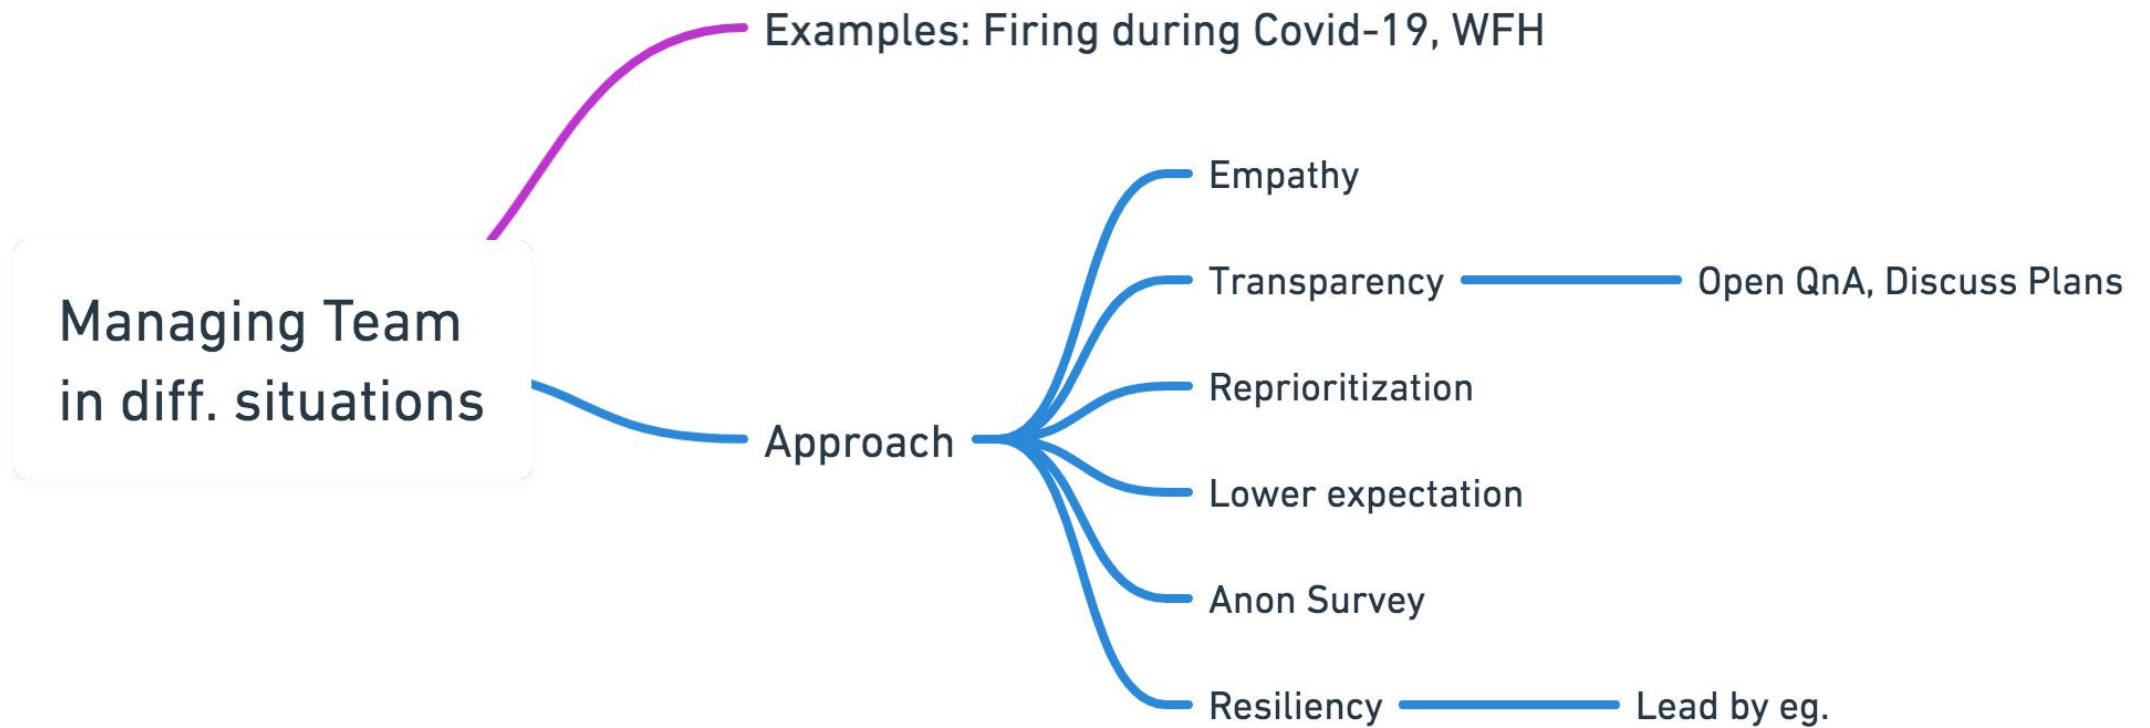 Examples: Firing during Covid-19, WFH
Managing Team
in diff. situations
Approach
Empathy
Transparency
Open QnA, Discuss Plans
Reprioritization
Lower expectation
Anon Survey
Resiliency
Lead by eg.